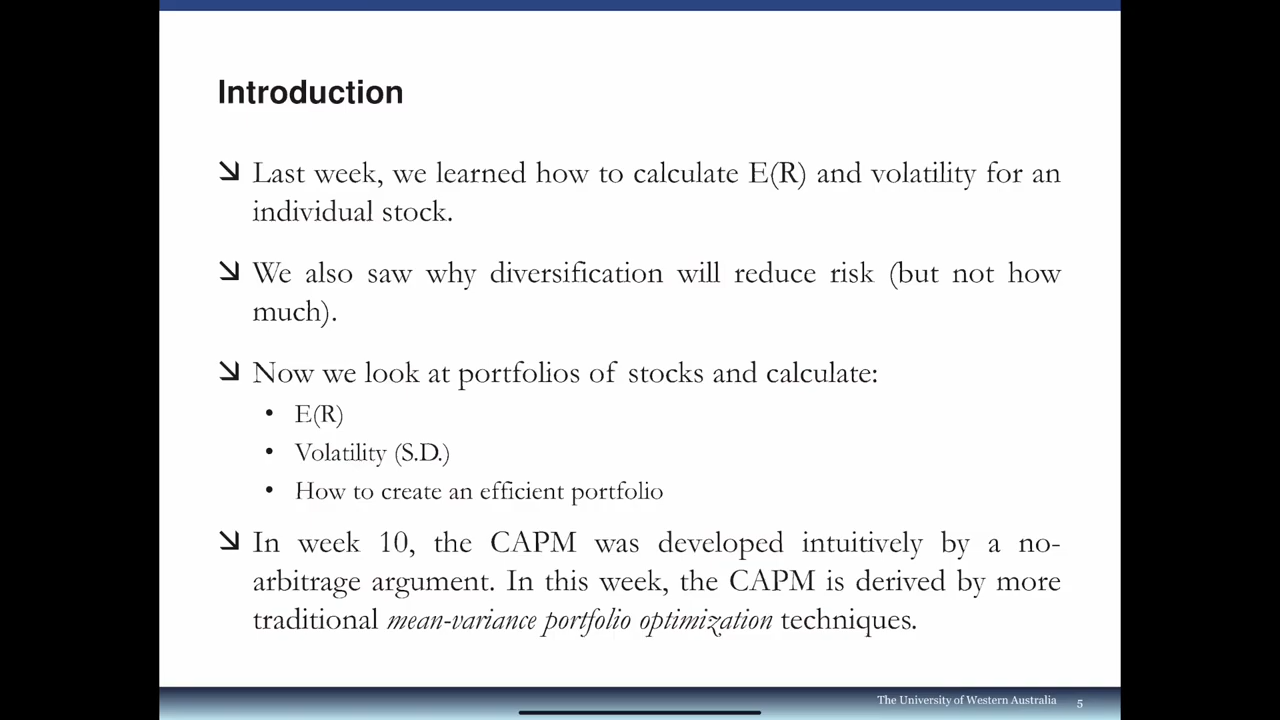 Introduction
Last week, we learned how to calculate E(R) and volatility for an
individual stock.
We also saw why diversification will reduce risk (but not how
much).
Now we look at portfolios of stocks and calculate:
• E(R)
• Volatility (S.D.)
• How to create an efficient portfolio
In week 10, the CAPM was developed intuitively by a no-
arbitrage argument. In this week, the CAPM is derived by more
traditional mean-variance portfolio optimization techniques.
The University of Western Australia 5